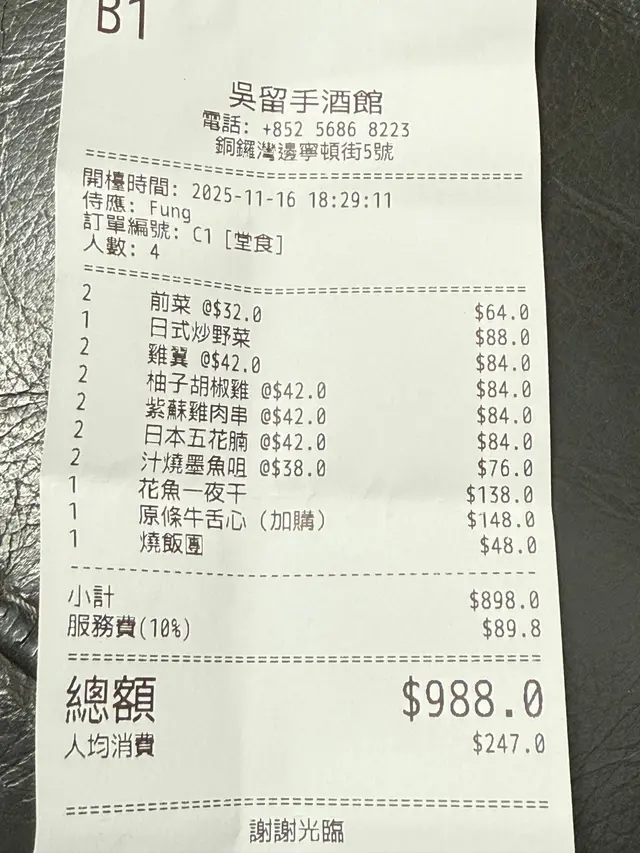 B1
吳留手酒館
電話: +852 5686 8223
銅鑼灣邊寧頓街5號
開檯時間: 2025-11-16 18:29:11
侍應: Fung
訂單編號: C1 [堂食]
人數: 4
2 前菜 @$32.0 $64.0
1 日式炒野菜 $88.0
2 雞翼 @$42.0 $84.0
2 柚子胡椒雞 @$42.0 $84.0
2 紫蘇雞肉串 @$42.0 $84.0
2 日本五花腩 @$42.0 $84.0
2 汁燒墨魚咀 @$38.0 $76.0
1 花魚一夜干 $138.0
1 原條牛舌心 (加購) $148.0
1 燒飯團 $48.0
小計 $898.0
服務費(10%) $89.8
總額 $988.0
人均消費 $247.0
謝謝光臨